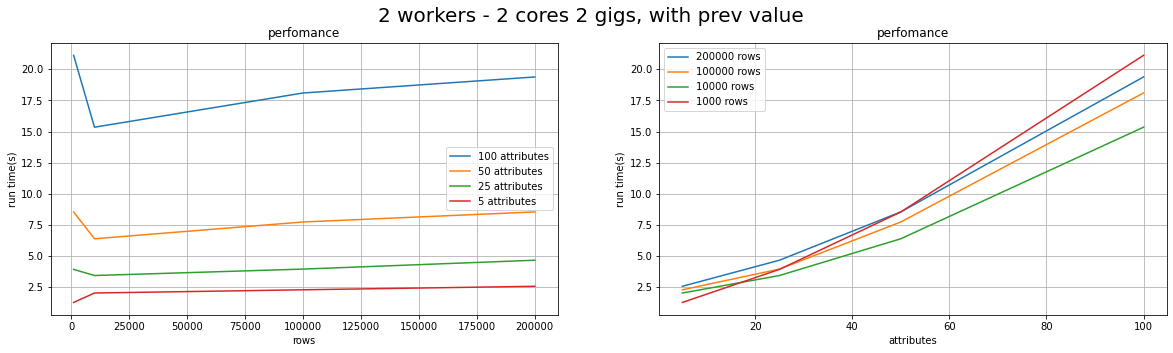 2 workers - 2 cores 2 gigs, with prev value
perfomance
20.0
17.5
15.0
12.5
10.0
7.5
5.0
2.5
run time(s)
100 attributes
50 attributes
25 attributes
5 attributes
0 25000 50000 75000 100000 125000 150000 175000 200000
rows
perfomance
20.0
17.5
15.0
12.5
10.0
7.5
5.0
2.5
run time(s)
200000 rows
100000 rows
10000 rows
1000 rows
20 40 60 80 100
attributes